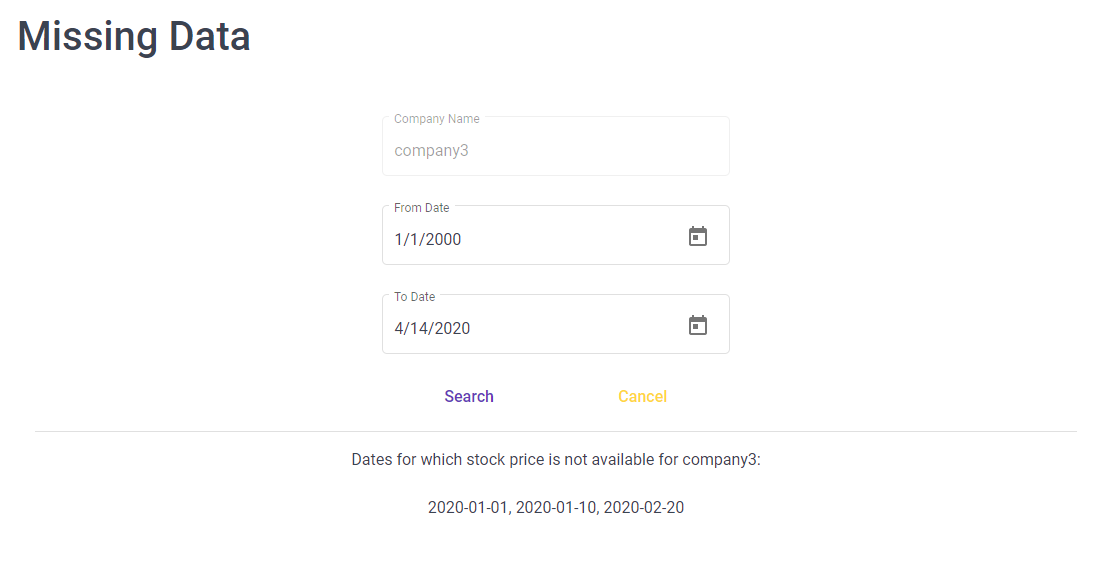 Missing Data
Company Name
company3
From Date
1/1/2000
To Date
4/14/2020
Search Cancel
Dates for which stock price is not available for company3:
2020-01-01, 2020-01-10, 2020-02-20